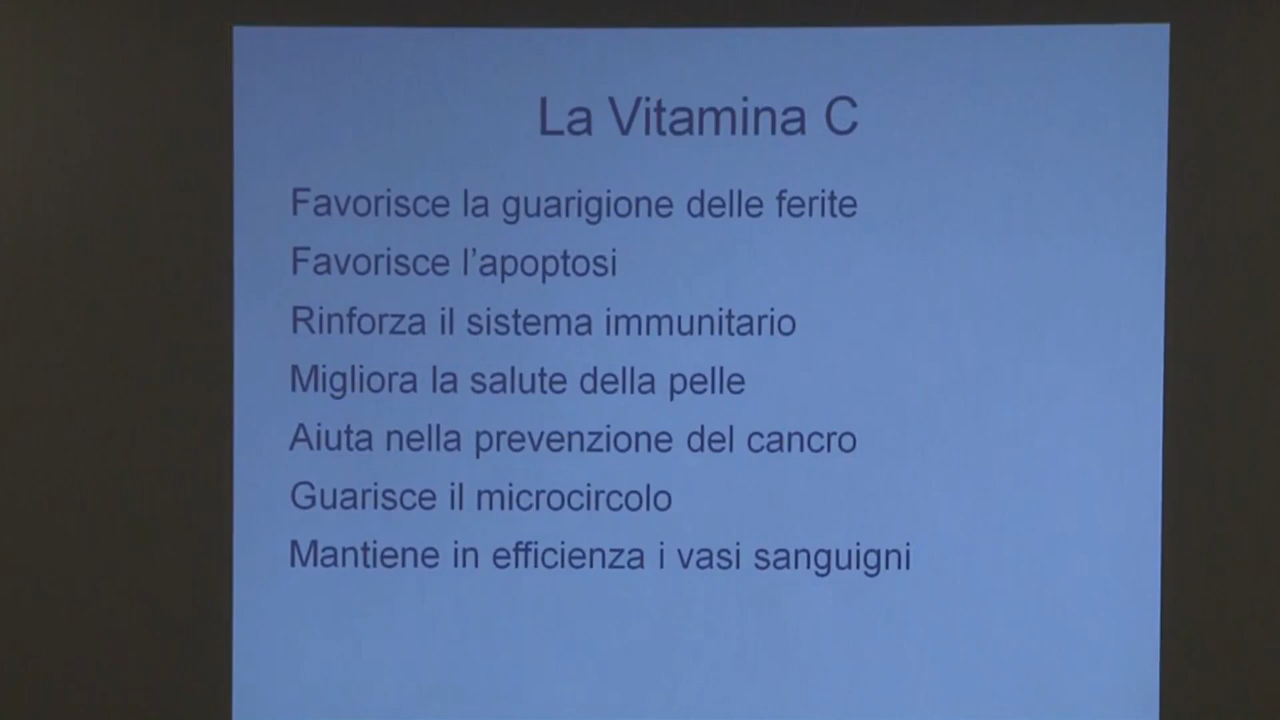 La Vitamina C
Favorisce la guarigione delle ferite
Favorisce l’apoptosi
Rinforza il sistema immunitario
Migliora la salute della pelle
Aiuta nella prevenzione del cancro
Guarisce il microcircolo
Mantiene in efficienza i vasi sanguigni